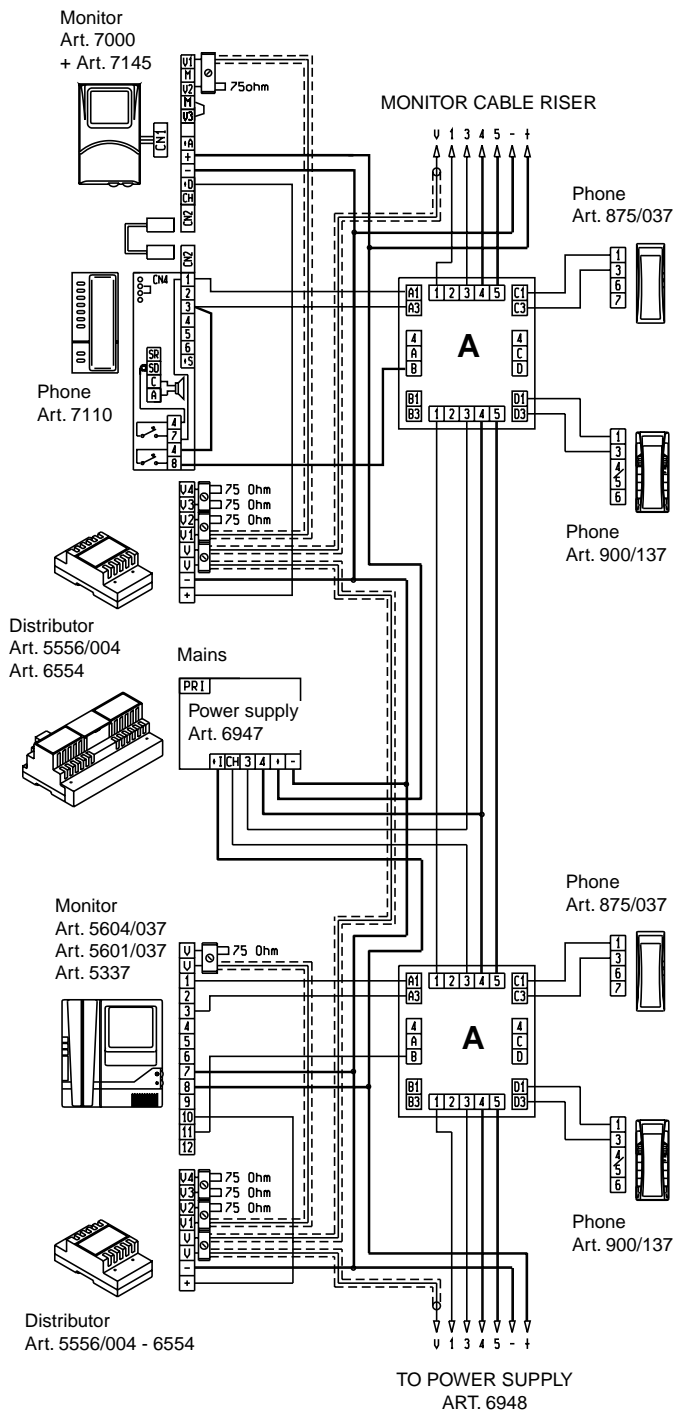 Monitor
Art. 7000
+ Art. 7145
V1
M
V2
M
V3
75ohm
CN1
+A
+
-
+D
CH
CN2
MONITOR CABLE RISER
V 1 3 4 5 - +
Phone
Art. 875/037
1
3
6
7
CN2
CN4
1
2
3
4
5
6
+S
SR
SD
C
A
4
7
4
8
Phone
Art. 7110
A1 1 2 3 4 5 C1
A3 C3
4 4
A A C
B D
B1 D1
B3 1 2 3 4 5 D3
1
3
4
5
6
Phone
Art. 900/137
V4 75 Ohm
V3 75 Ohm
V2 75 Ohm
V1
V
V
-
+
Distributor
Art. 5556/004
Art. 6554
Mains
PRI
Power supply
Art. 6947
+I CH 3 4 + -
Phone
Art. 875/037
1
3
6
7
Monitor
Art. 5604/037
Art. 5601/037
Art. 5337
V 75 Ohm
V
1
2
3
4
5
6
7
8
9
10
11
12
A1 1 2 3 4 5 C1
A3 C3
4 4
A A C
B D
B1 D1
B3 1 2 3 4 5 D3
1
3
4
5
6
Phone
Art. 900/137
V4 75 Ohm
V3 75 Ohm
V2 75 Ohm
V1
V
V
-
+
Distributor
Art. 5556/004 - 6554
V 1 3 4 5 - +
TO POWER SUPPLY
ART. 6948